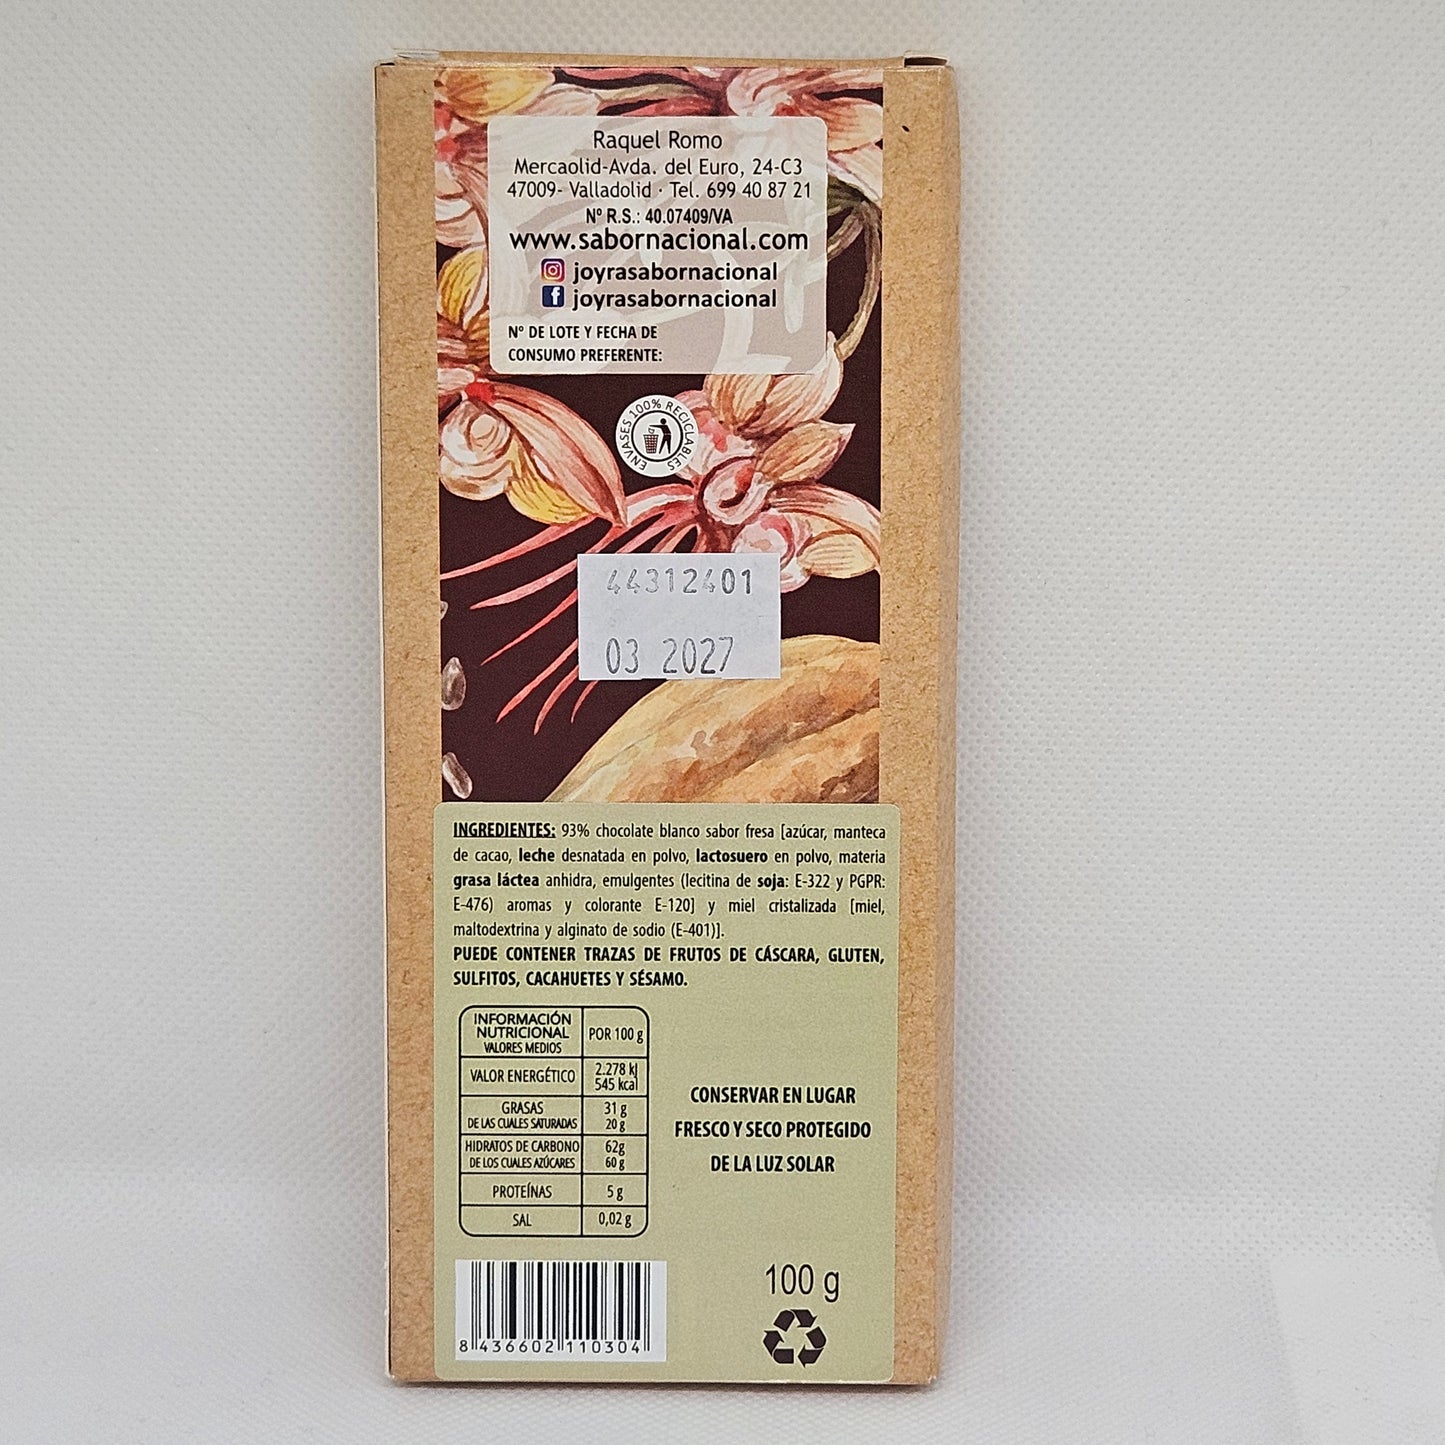 Raquel Romo
Mercaolid-Avda. del Euro, 24-C3
47009- Valladolid · Tel. 699 40 87 21
Nº R.S.: 40.07409/VA
www.sabornacional.com
joyrasabornacional
joyrasabornacional
Nº DE LOTE Y FECHA DE
CONSUMO PREFERENTE:
ENVASES 100% RECICLABLES
44312401
03 2027
INGREDIENTES: 93% chocolate blanco sabor fresa [azúcar, manteca
de cacao, leche desnatada en polvo, lactosuero en polvo, materia
grasa láctea anhidra, emulgentes (lecitina de soja: E-322 y PGPR:
E-476) aromas y colorante E-120] y miel cristalizada [miel,
maltodextrina y alginato de sodio (E-401)].
PUEDE CONTENER TRAZAS DE FRUTOS DE CÁSCARA, GLUTEN,
SULFITOS, CACAHUETES Y SÉSAMO.
INFORMACIÓN
NUTRICIONAL
VALORES MEDIOS
POR 100 g
VALOR ENERGÉTICO
2.278 kJ
545 kcal
GRASAS
DE LAS CUALES SATURADAS
31 g
20 g
HIDRATOS DE CARBONO
DE LOS CUALES AZÚCARES
62g
60 g
PROTEÍNAS
5 g
SAL
0,02 g
CONSERVAR EN LUGAR
FRESCO Y SECO PROTEGIDO
DE LA LUZ SOLAR
8 436602 110304
100 g